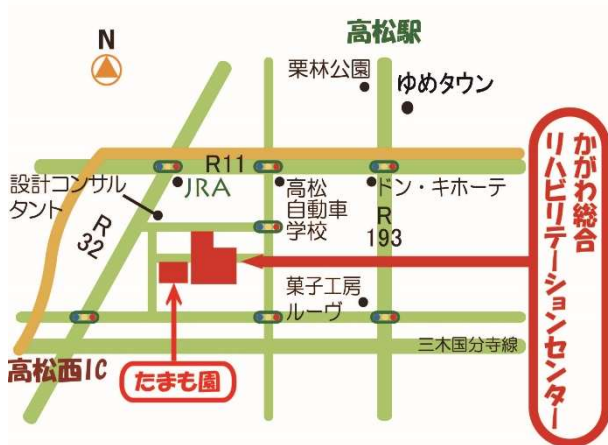 高松駅
N
栗林公園
ゆめタウン
R11
設計コンサル
タント
JRA
高松
自動車
学校
ドン・キホーテ
R
193
R
32
菓子工房
ルーヴ
三木国分寺線
高松西IC
たまも園
かがわ総合
リハビリテーションセンター